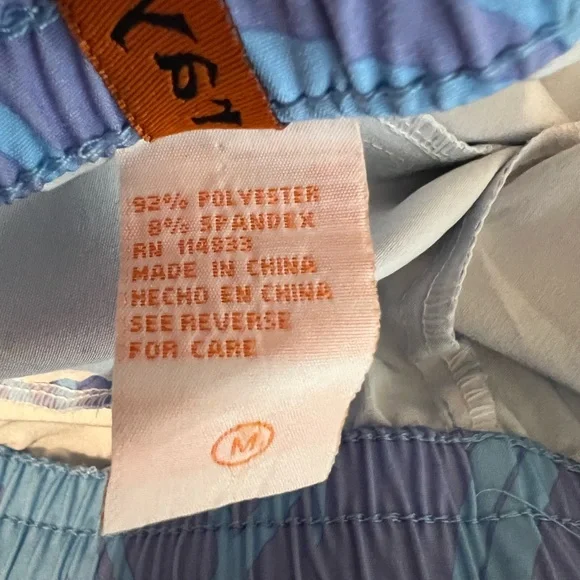 92% POLYESTER
8% SPANDEX
RN 114933
MADE IN CHINA
HECHO EN CHINA
SEE REVERSE
FOR CARE
M